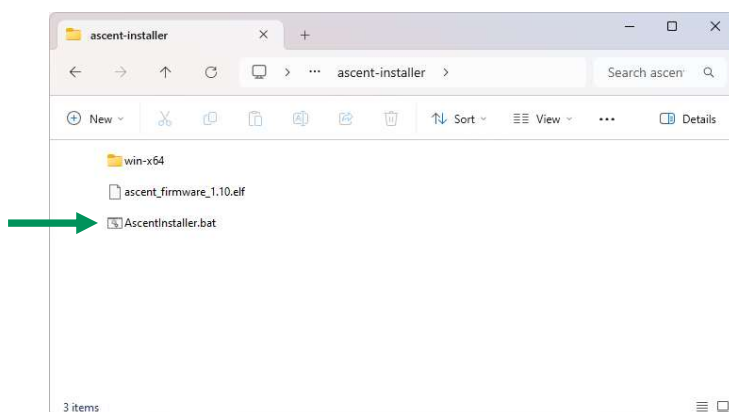 ascent-installer
ascent-installer
Search ascen
New
Sort
View
Details
win-x64
ascent_firmware_1.10.elf
AscentInstaller.bat
3 items